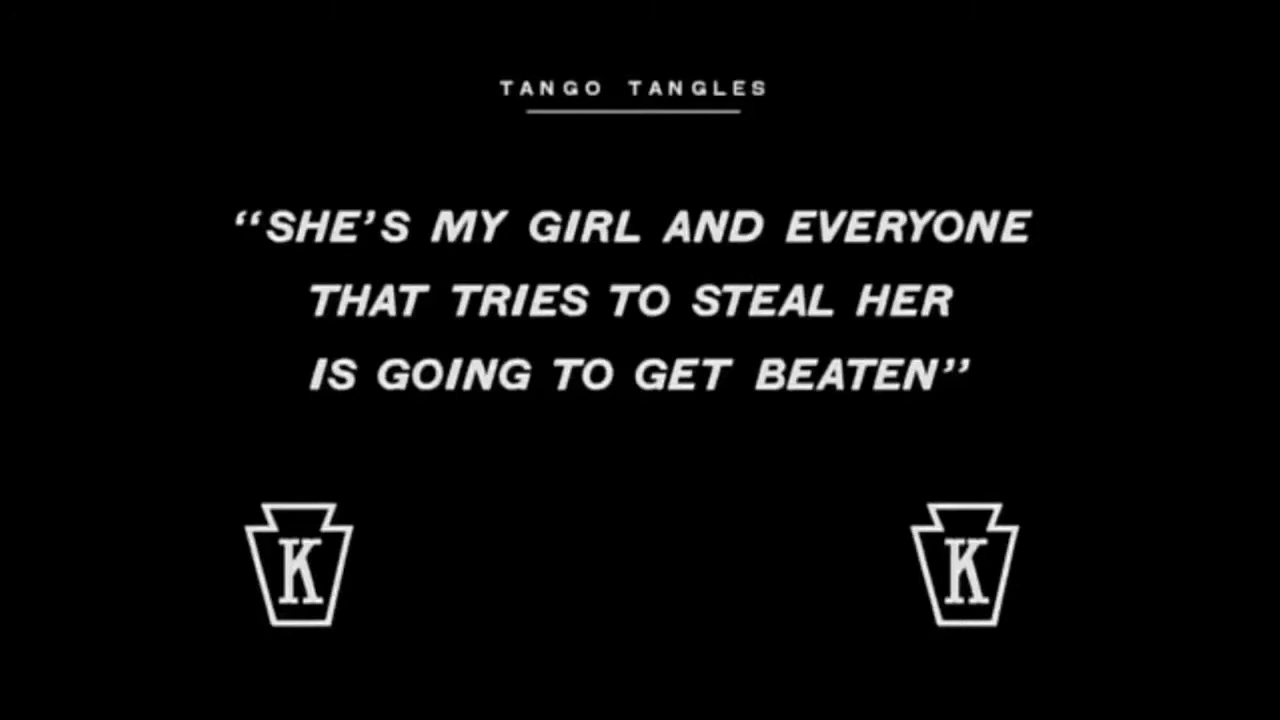 TANGO TANGLES
“SHE’S MY GIRL AND EVERYONE
THAT TRIES TO STEAL HER
IS GOING TO GET BEATEN”
K K